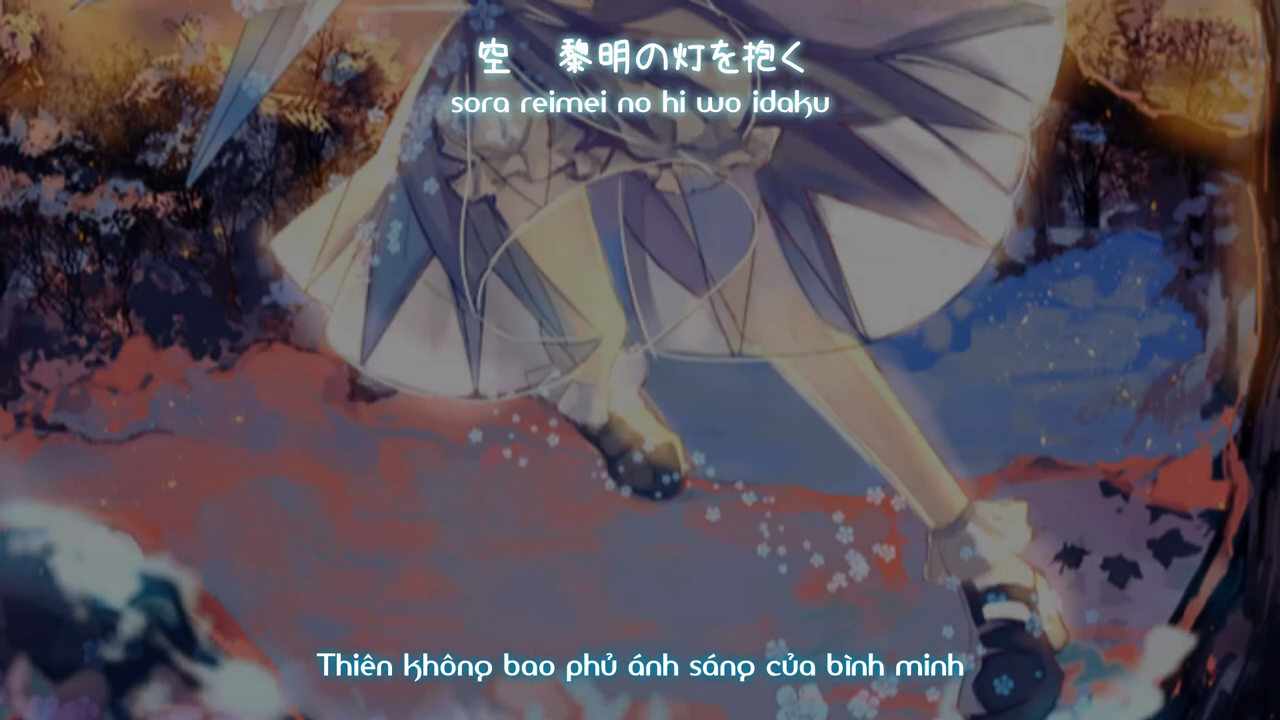 空　黎明の灯を抱く
sora reimei no hi wo idaku
Thiên không bao phủ ánh sáng của bình minh